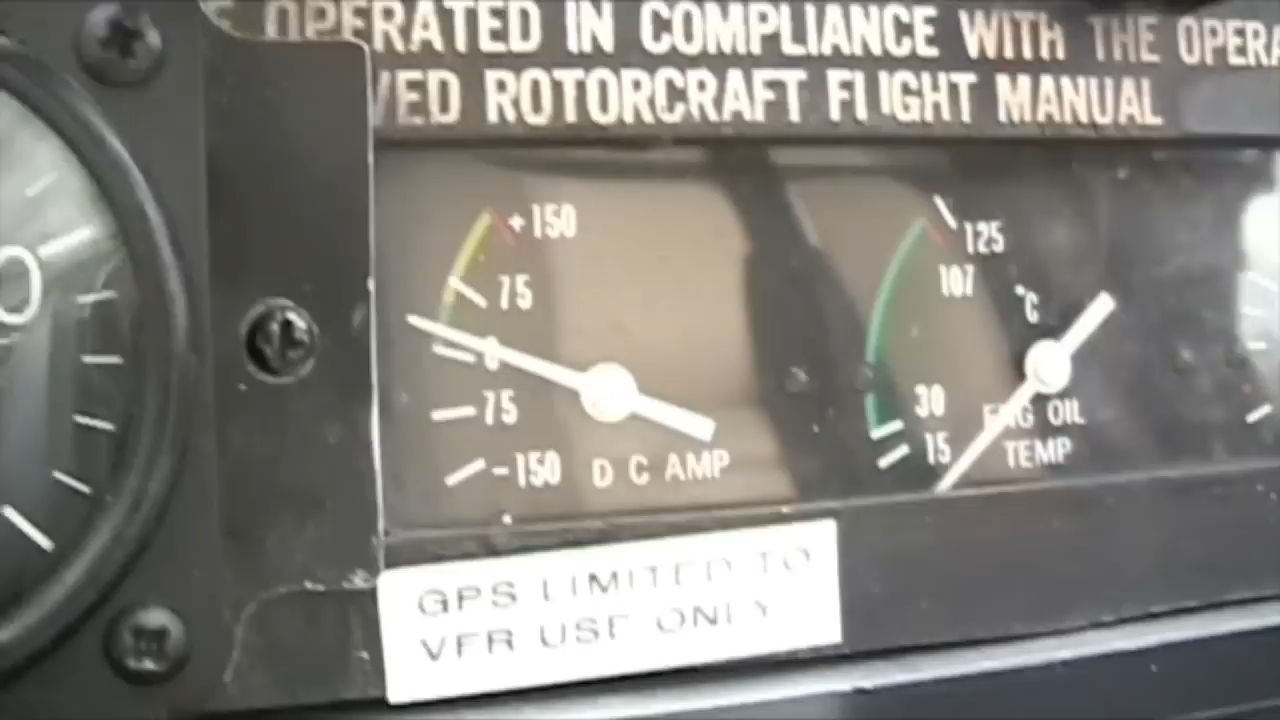 OPERATED IN COMPLIANCE WITH THE OPERA
VED ROTORCRAFT FLIGHT MANUAL
0
+150
75
0
75
-150
D C AMP
125
107
°C
30
15
ENG OIL
TEMP
GPS LIMITED TO
VFR USE ONLY